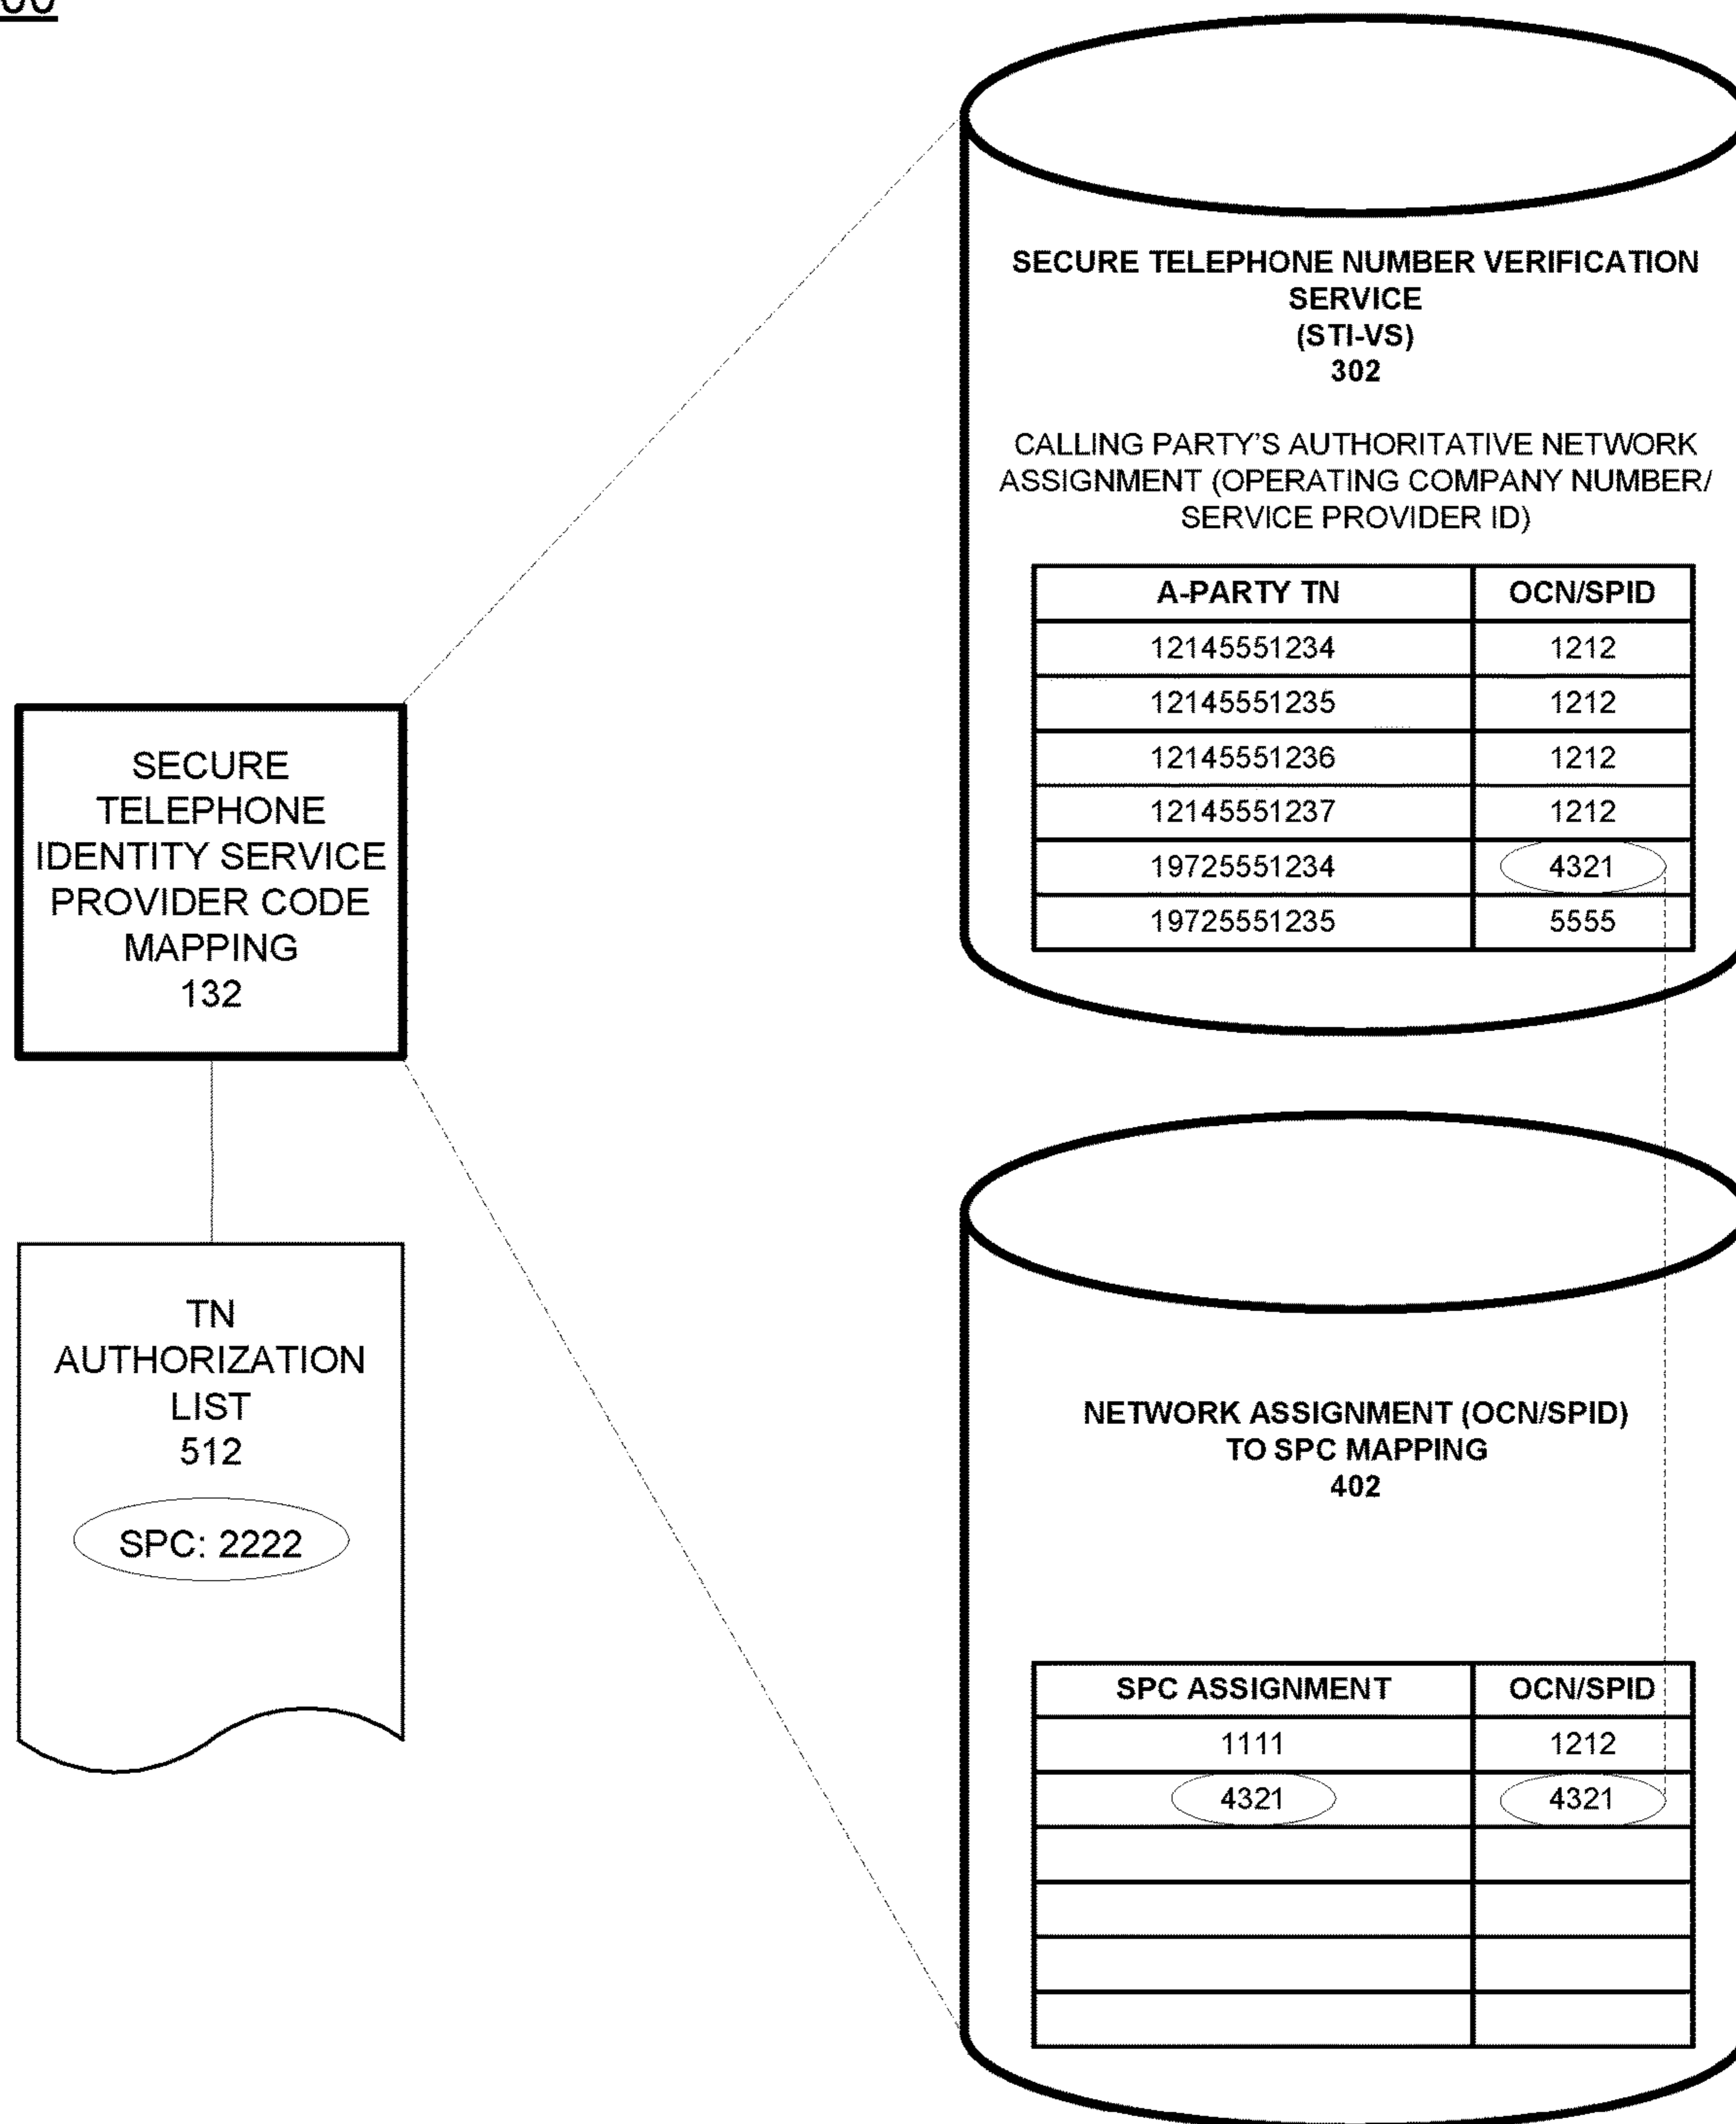 SECURE TELEPHONE NUMBER VERIFICATION
SERVICE
(STI-VS)
302
CALLING PARTY'S AUTHORITATIVE NETWORK
ASSIGNMENT (OPERATING COMPANY NUMBER/
SERVICE PROVIDER ID)
A-PARTY TN OCN/SPID
12145551234 1212
12145551235 1212
12145551236 1212
12145551237 1212
19725551234 4321
19725551235 5555
SECURE
TELEPHONE
IDENTITY SERVICE
PROVIDER CODE
MAPPING
132
TN
AUTHORIZATION
LIST
512
SPC: 2222
NETWORK ASSIGNMENT (OCN/SPID)
TO SPC MAPPING
402
SPC ASSIGNMENT OCN/SPID
1111 1212
4321 4321